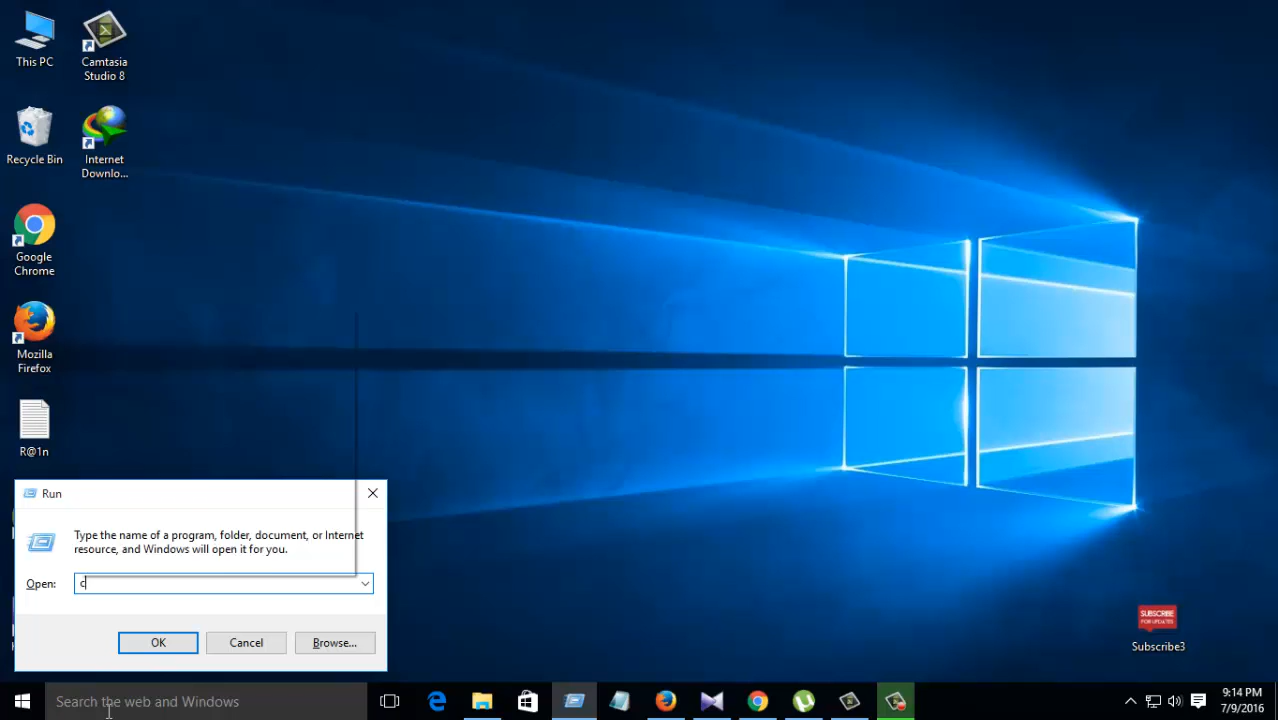 This PC
Camtasia
Studio 8
Recycle Bin
Internet
Downlo...
Google
Chrome
Mozilla
Firefox
R@1n
Run
Type the name of a program, folder, document, or Internet
resource, and Windows will open it for you.
Open:
c
OK
Cancel
Browse...
SUBSCRIBE
FOR UPDATES
Subscribe3
Search the web and Windows
9:14 PM
7/9/2016